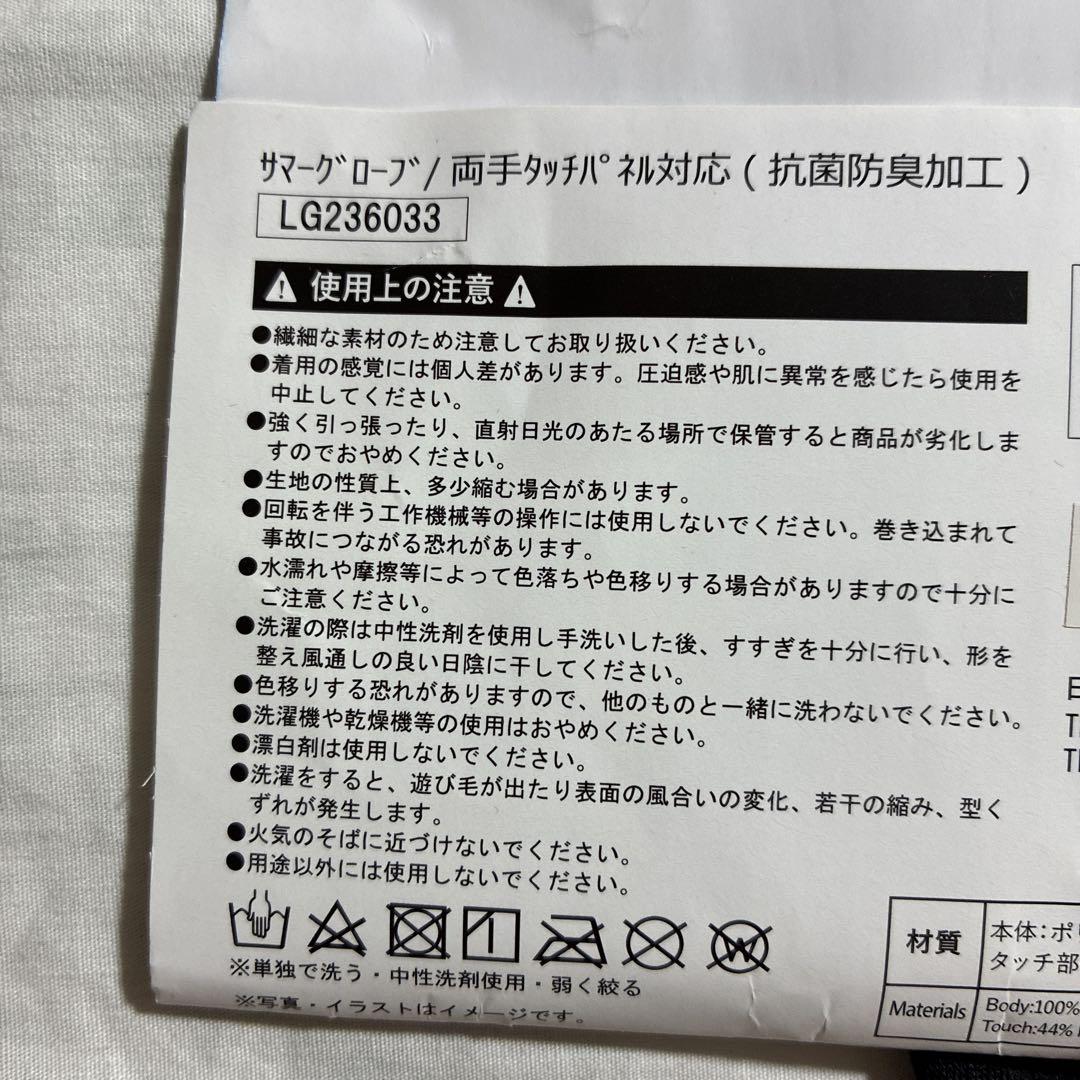 ｻﾏｰｸﾞﾛｰﾌﾞ/ 両手ﾀｯﾁﾊﾟﾈﾙ対応 ( 抗菌防臭加工 )
LG236033
使用上の注意
●繊細な素材のため注意してお取り扱いください。
●着用の感覚には個人差があります。圧迫感や肌に異常を感じたら使用を
中止してください。
●強く引っ張ったり、直射日光のあたる場所で保管すると商品が劣化しま
すのでおやめください。
●生地の性質上、多少縮む場合があります。
●回転を伴う工作機械等の操作には使用しないでください。巻き込まれて
事故につながる恐れがあります。
●水濡れや摩擦等によって色落ちや色移りする場合がありますので十分に
ご注意ください。
●洗濯の際は中性洗剤を使用し手洗いした後、すすぎを十分に行い、形を
整え風通しの良い日陰に干してください。
●色移りする恐れがありますので、他のものと一緒に洗わないでください。
●洗濯機や乾燥機等の使用はおやめください。
●漂白剤は使用しないでください。
●洗濯をすると、遊び毛が出たり表面の風合いの変化、若干の縮み、型く
ずれが発生します。
●火気のそばに近づけないでください。
●用途以外には使用しないでください。
W
※単独で洗う・中性洗剤使用・弱く絞る
※写真・イラストはイメージです。
材質
本体：ポリ
タッチ部
Materials
Body:100%
Touch:44%